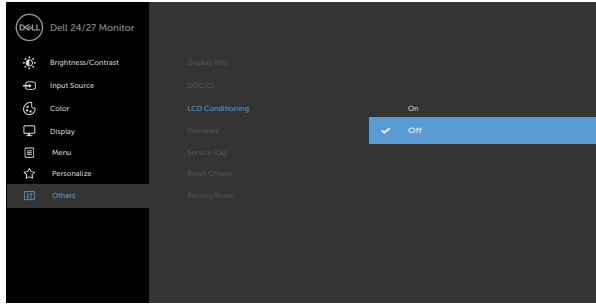 DELL Dell 24/27 Monitor
Brightness/Contrast
Input Source
Color
Display
Menu
Personalize
Others
Display Info
DDC/CI
LCD Conditioning
Firmware
Service Tag
Reset Others
Factory Reset
On
Off